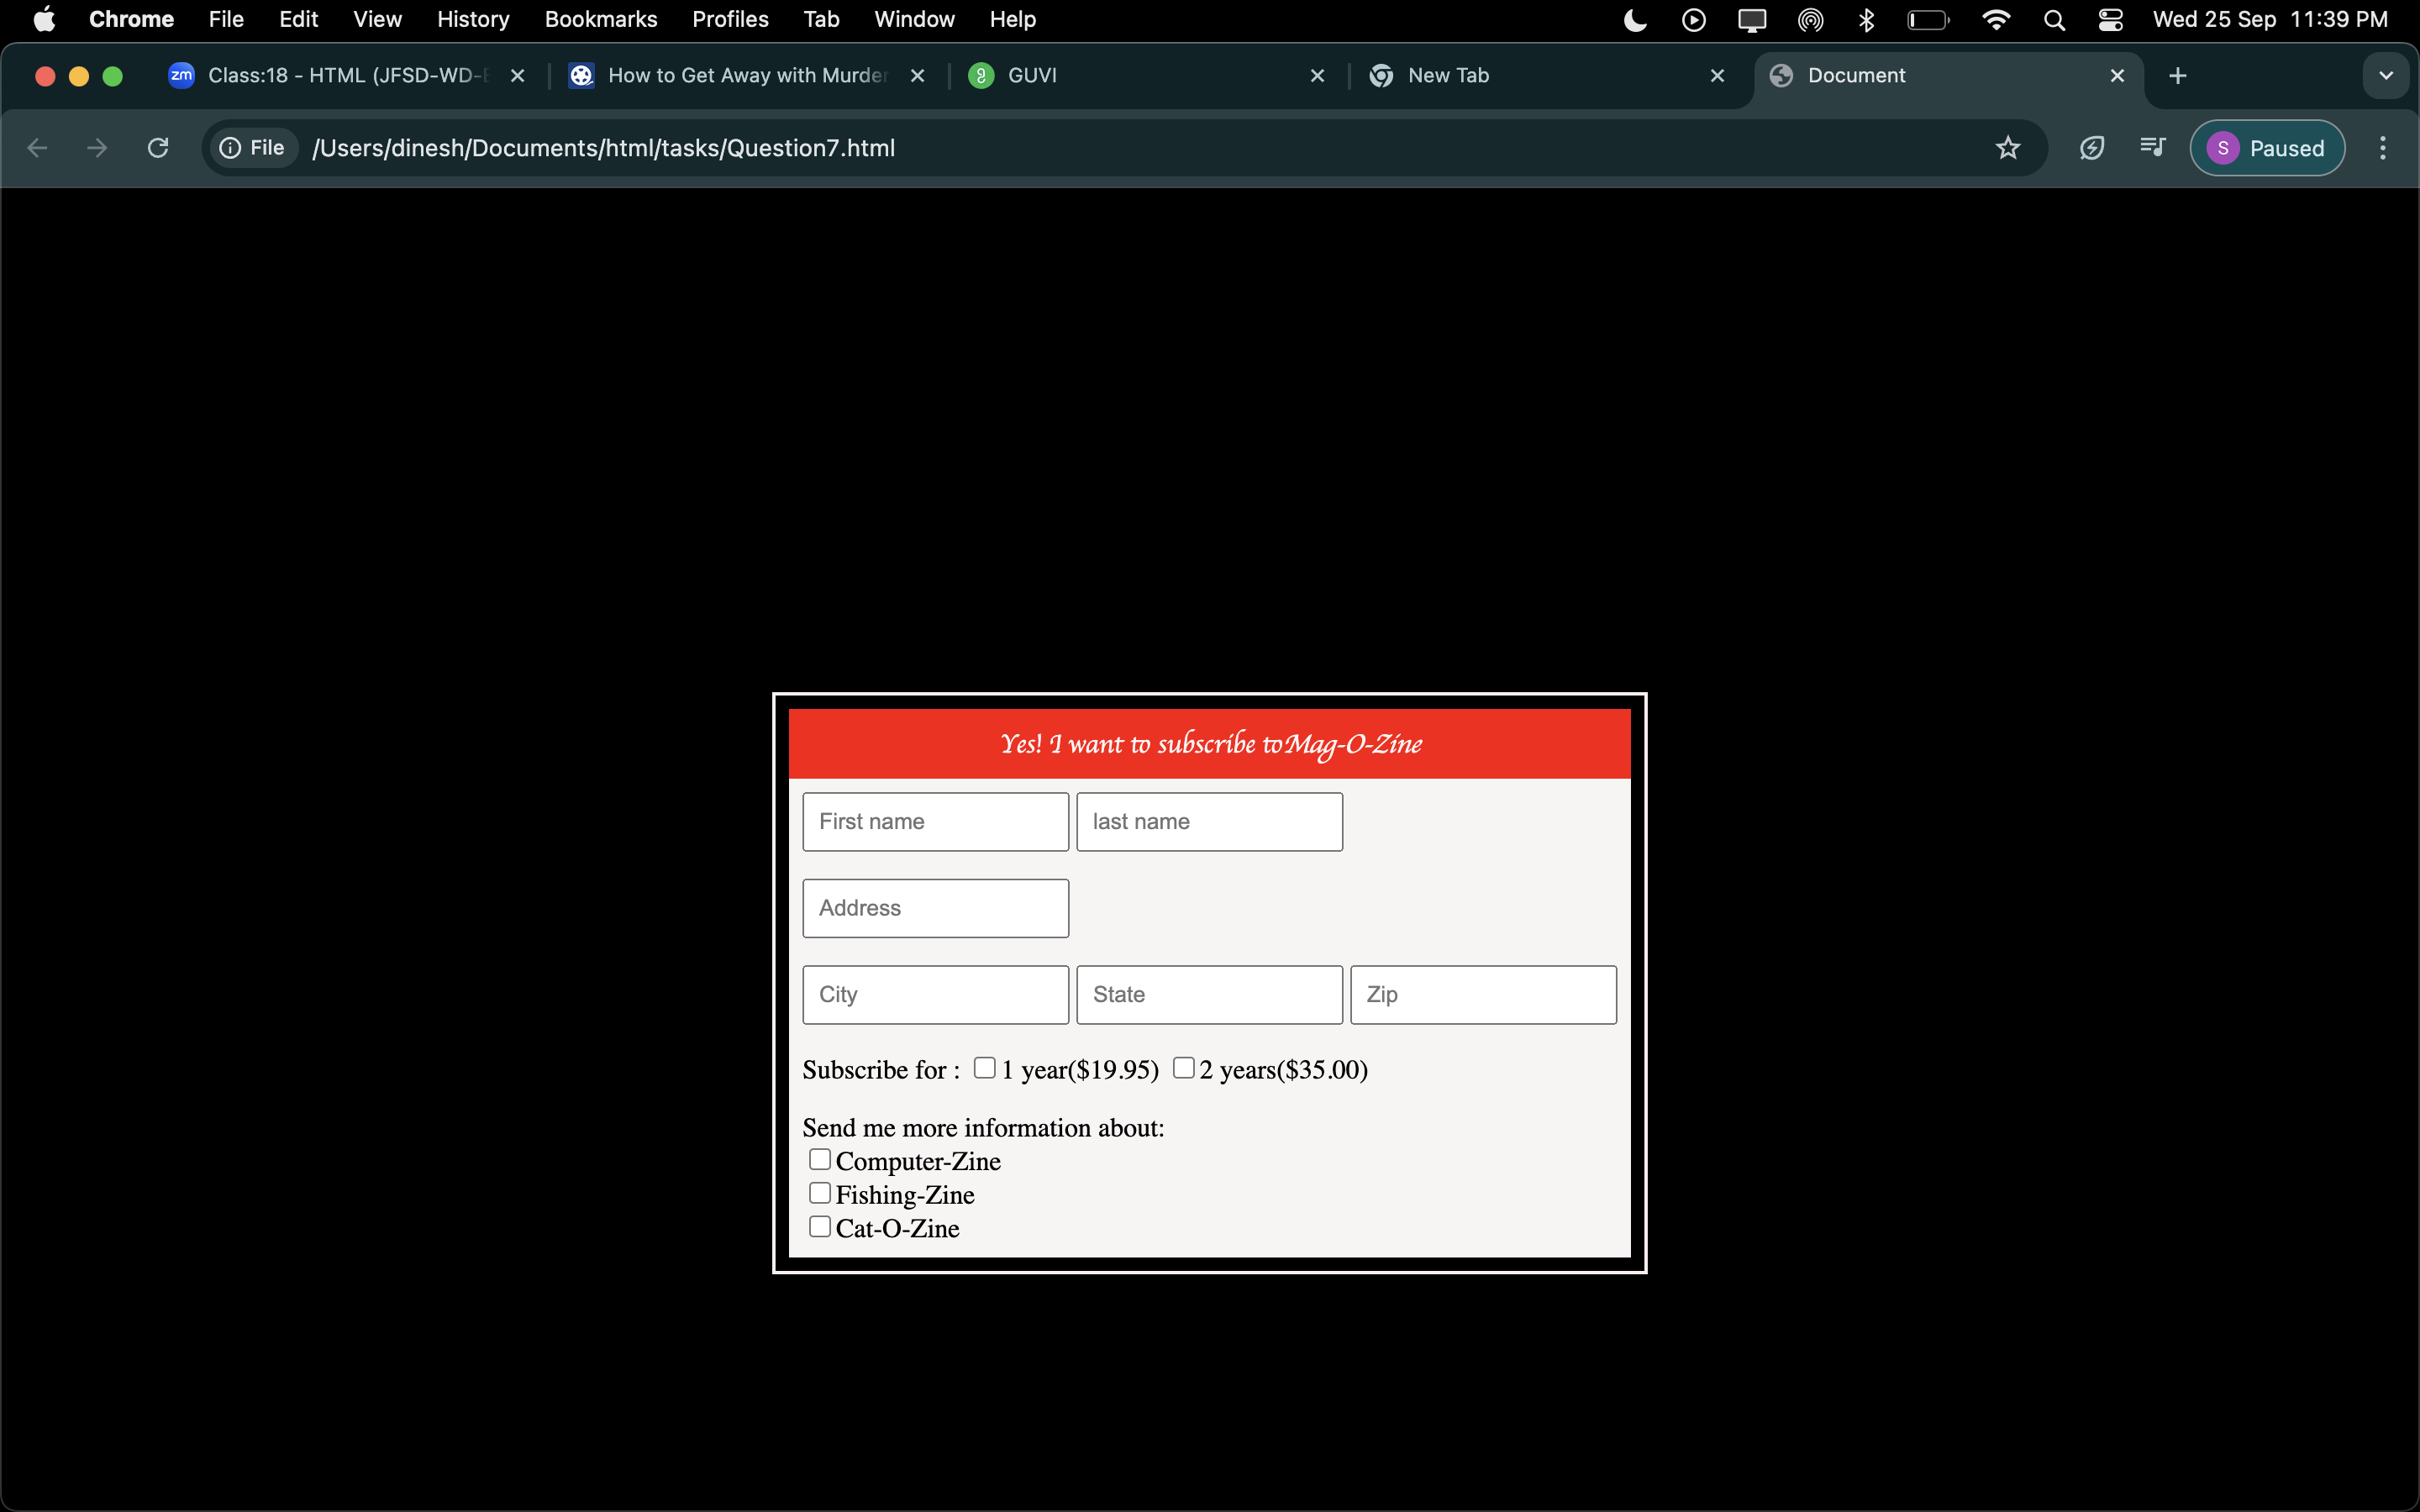 Chrome File Edit View History Bookmarks Profiles Tab Window Help Wed 25 Sep 11:39 PM
zm Class:18 - HTML (JFSD-WD- How to Get Away with Murder GUVI New Tab Document
File /Users/dinesh/Documents/html/tasks/Question7.html S Paused
Yes! I want to subscribe toMag-O-Zine
First name last name
Address
City State Zip
Subscribe for : 1 year($19.95) 2 years($35.00)
Send me more information about:
Computer-Zine
Fishing-Zine
Cat-O-Zine